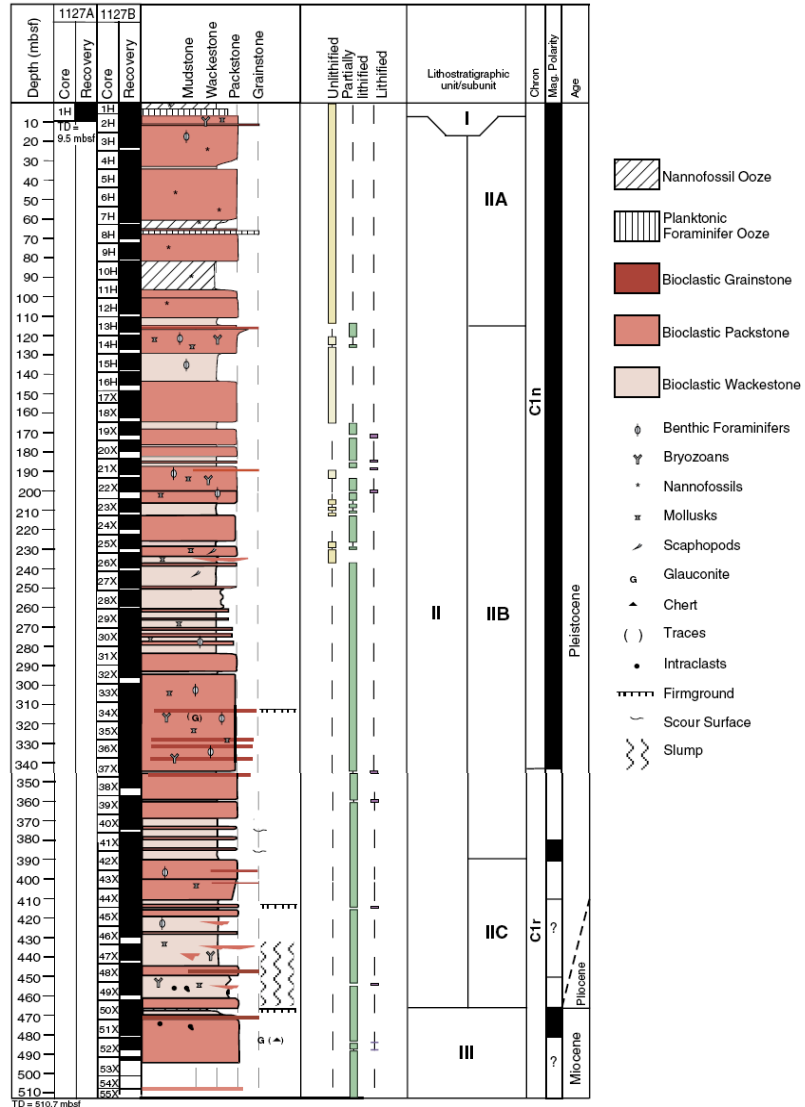 1127A 1127B
Depth (mbsf)
Core
Recovery
Core
Recovery
Mudstone
Wackestone
Packstone
Grainstone
Unlithified
Partially
lithified
Lithified
Lithostratigraphic
unit/subunit
Chron
Mag. Polarity
Age
1H
TD =
9.5 mbsf
10
20
30
40
50
60
70
80
90
100
110
120
130
140
150
160
170
180
190
200
210
220
230
240
250
260
270
280
290
300
310
320
330
340
350
360
370
380
390
400
410
420
430
440
450
460
470
480
490
500
510
TD = 510.7 mbsf
1H
2H
3H
4H
5H
6H
7H
8H
9H
10H
11H
12H
13H
14H
15H
16H
17X
18X
19X
20X
21X
22X
23X
24X
25X
26X
27X
28X
29X
30X
31X
32X
33X
34X
35X
36X
37X
38X
39X
40X
41X
42X
43X
44X
45X
46X
47X
48X
49X
50X
51X
52X
53X
54X
55X
(G)
G (▲)
I
IIA
II
IIB
IIC
III
C1n
C1r
?
?
Pleistocene
Pliocene
Miocene
Nannofossil Ooze
Planktonic
Foraminifer Ooze
Bioclastic Grainstone
Bioclastic Packstone
Bioclastic Wackestone
Benthic Foraminifers
Bryozoans
Nannofossils
Mollusks
Scaphopods
G Glauconite
Chert
( ) Traces
Intraclasts
Firmground
Scour Surface
Slump